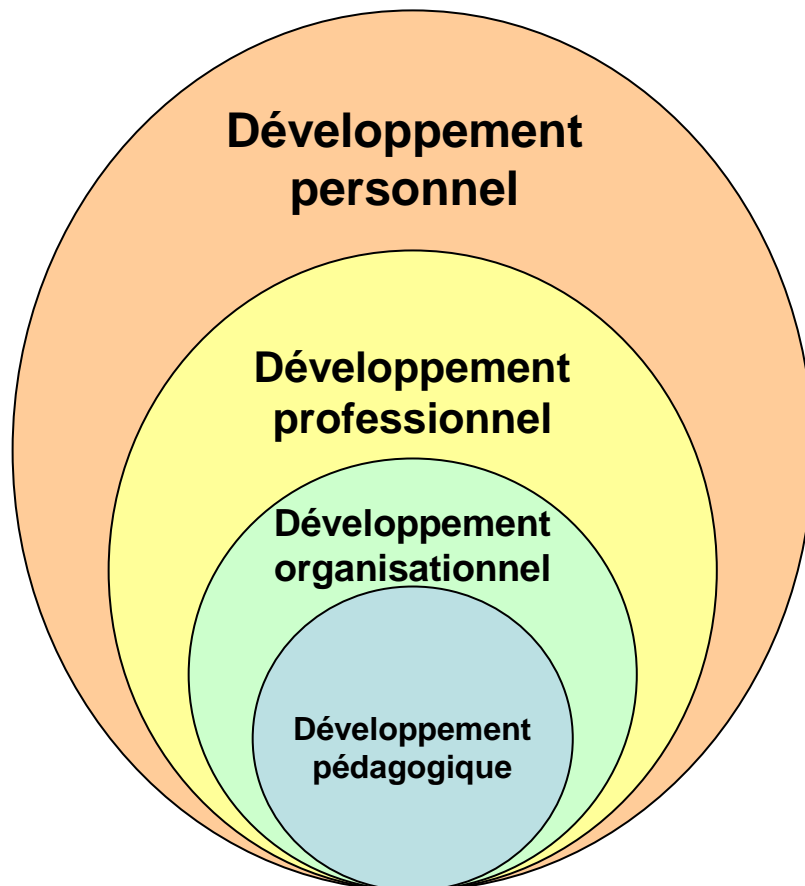 Développement
personnel
Développement
professionnel
Développement
organisationnel
Développement
pédagogique